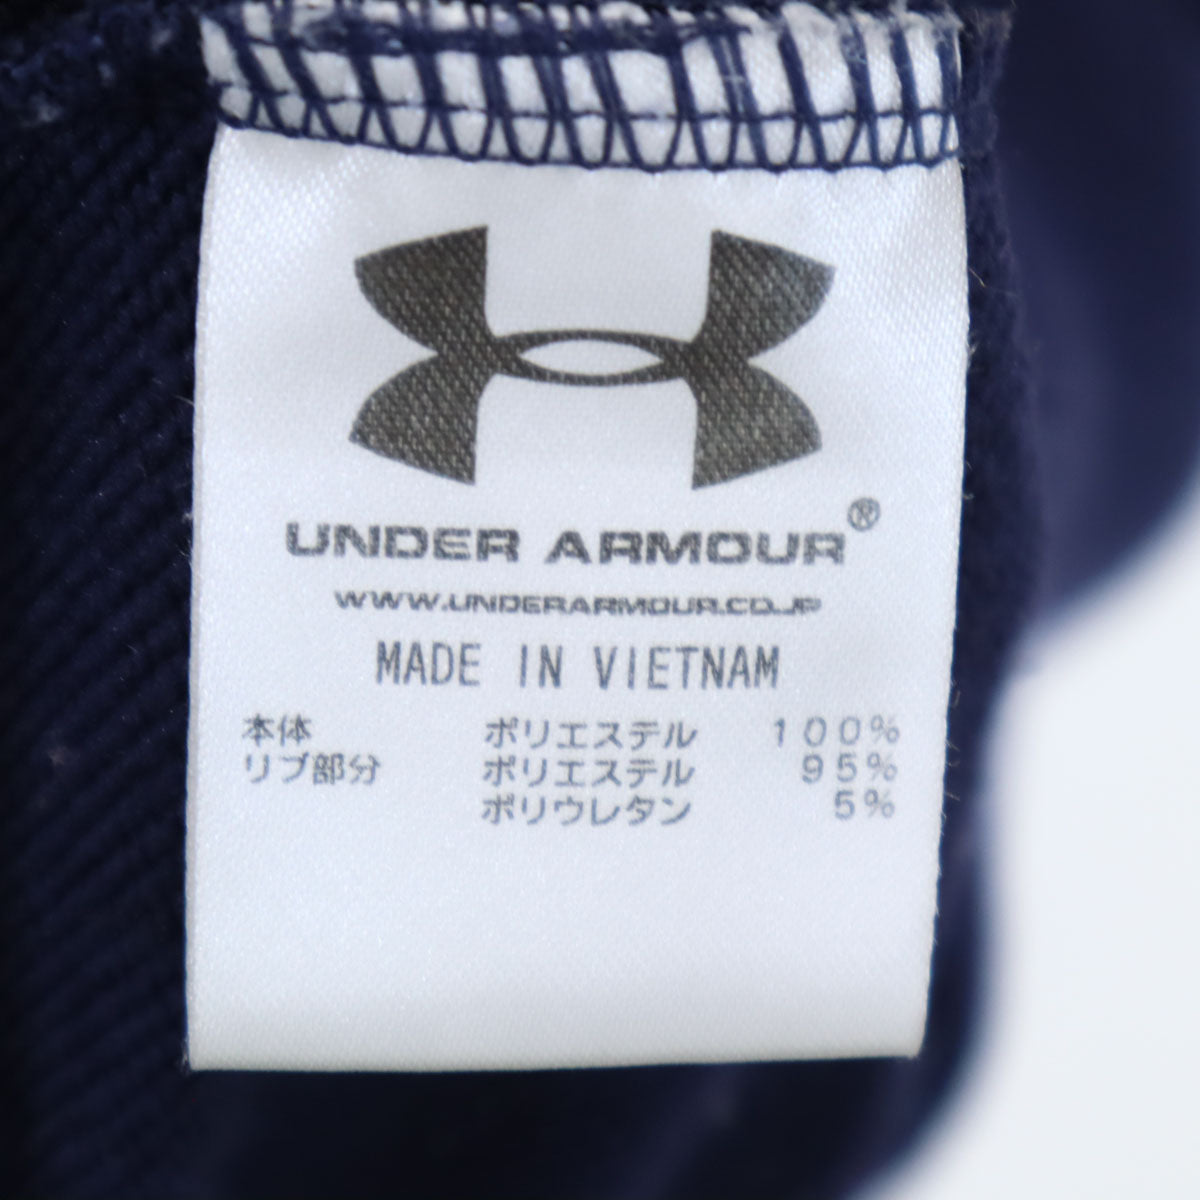 UNDER ARMOUR®
WWW.UNDERARMOUR.CO.JP
MADE IN VIETNAM
本体 ポリエステル 100%
リブ部分 ポリエステル 95%
ポリウレタン 5%